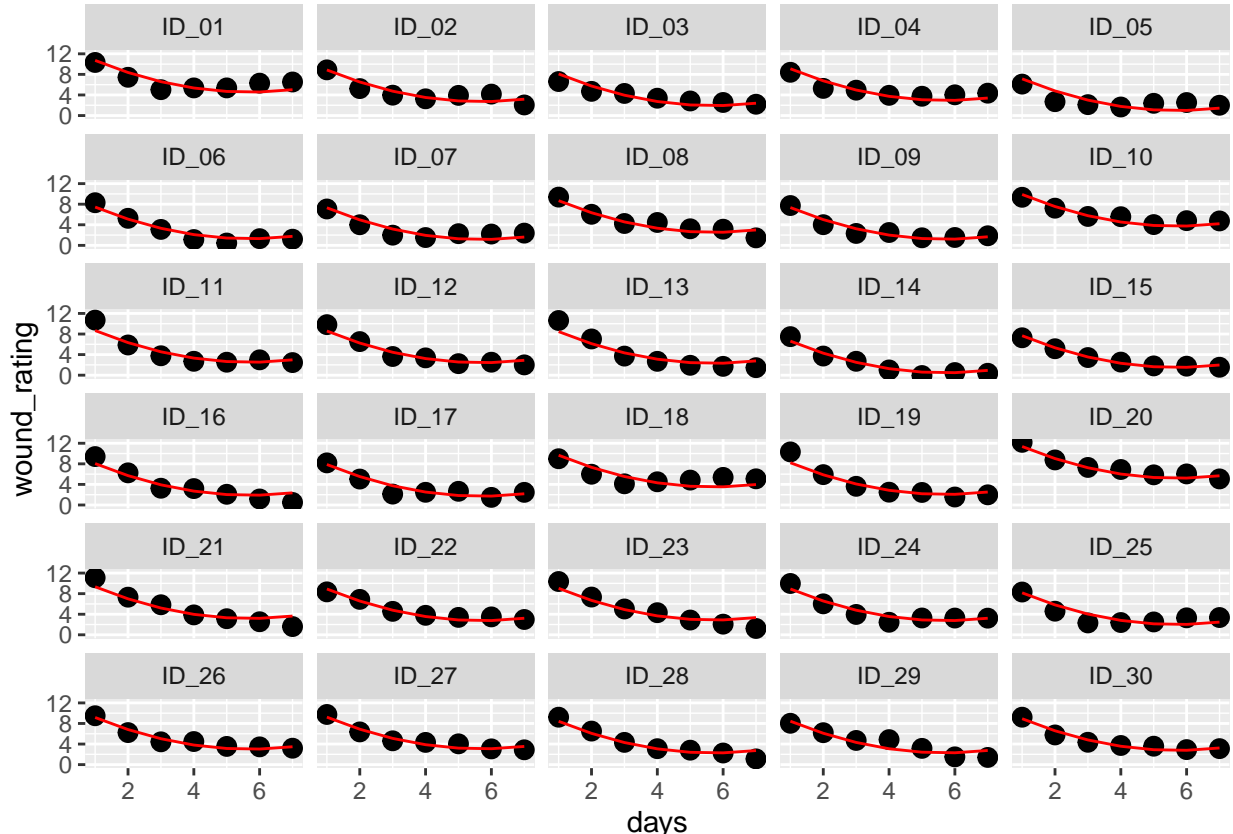 ID_01 ID_02 ID_03 ID_04 ID_05
12
8
4
0
ID_06 ID_07 ID_08 ID_09 ID_10
12
8
4
0
ID_11 ID_12 ID_13 ID_14 ID_15
12
8
4
0
ID_16 ID_17 ID_18 ID_19 ID_20
12
8
4
0
ID_21 ID_22 ID_23 ID_24 ID_25
12
8
4
0
ID_26 ID_27 ID_28 ID_29 ID_30
12
8
4
0
2 4 6 2 4 6 2 4 6 2 4 6 2 4 6
days
wound_rating